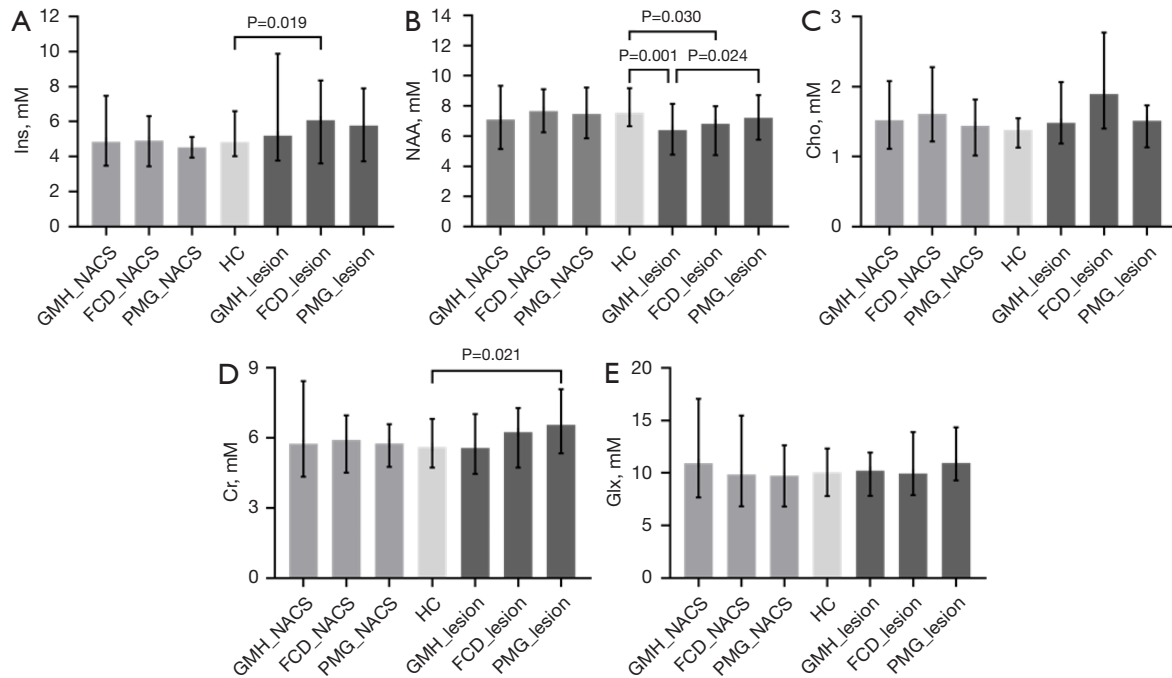 A
Ins, mM
12
10
8
6
4
2
0
P=0.019
GMH_NACS
FCD_NACS
PMG_NACS
HC
GMH_lesion
FCD_lesion
PMG_lesion
B
NAA, mM
14
12
10
8
6
4
2
0
P=0.030
P=0.001
P=0.024
GMH_NACS
FCD_NACS
PMG_NACS
HC
GMH_lesion
FCD_lesion
PMG_lesion
C
Cho, mM
3
2
1
0
GMH_NACS
FCD_NACS
PMG_NACS
HC
GMH_lesion
FCD_lesion
PMG_lesion
D
Cr, mM
9
6
3
0
P=0.021
GMH_NACS
FCD_NACS
PMG_NACS
HC
GMH_lesion
FCD_lesion
PMG_lesion
E
Glx, mM
20
15
10
5
0
GMH_NACS
FCD_NACS
PMG_NACS
HC
GMH_lesion
FCD_lesion
PMG_lesion